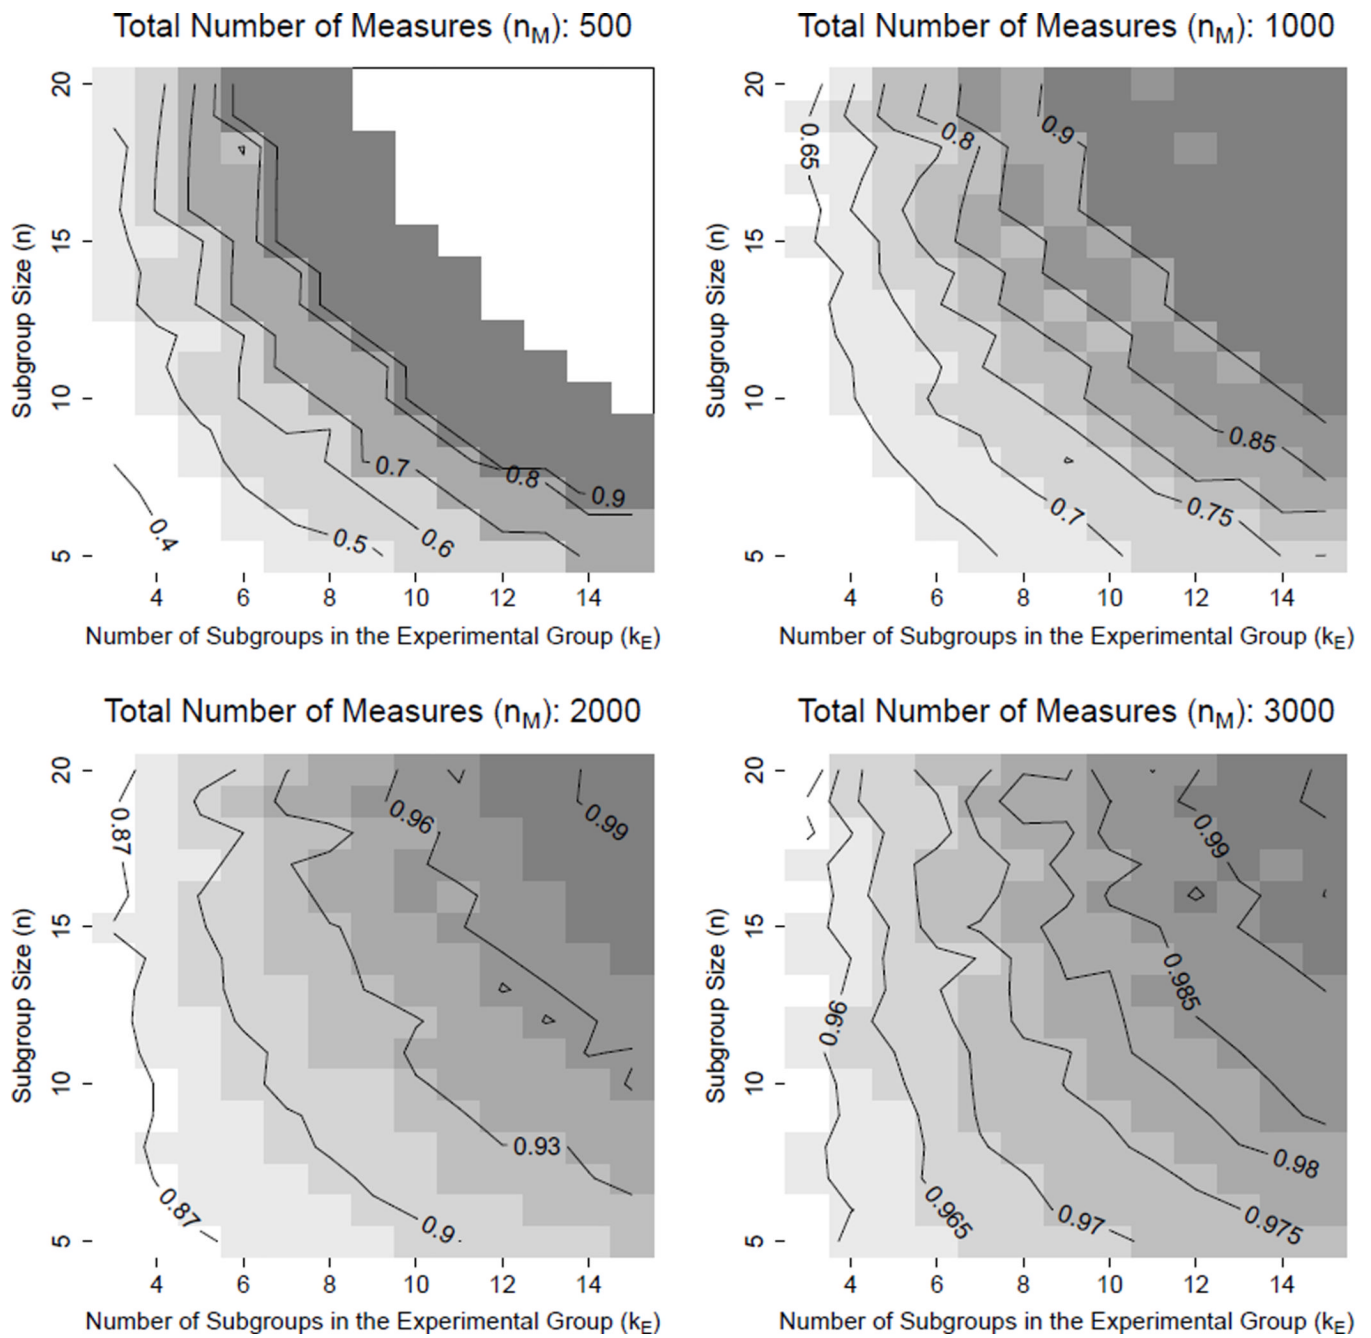 Total Number of Measures (nM): 500
20
15
10
5
Subgroup Size (n)
0.4
0.5
0.6
0.7
0.8
0.9
4 6 8 10 12 14
Number of Subgroups in the Experimental Group (kE)
Total Number of Measures (nM): 1000
20
15
10
5
Subgroup Size (n)
0.65
0.8
0.9
0.85
0.75
0.7
4 6 8 10 12 14
Number of Subgroups in the Experimental Group (kE)
Total Number of Measures (nM): 2000
20
15
10
5
Subgroup Size (n)
0.87
0.96
0.99
0.93
0.87
0.9
4 6 8 10 12 14
Number of Subgroups in the Experimental Group (kE)
Total Number of Measures (nM): 3000
20
15
10
5
Subgroup Size (n)
0.99
0.985
0.96
0.98
0.965
0.97
0.975
4 6 8 10 12 14
Number of Subgroups in the Experimental Group (kE)